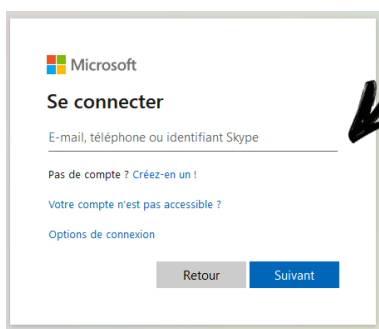 Microsoft
Se connecter
E-mail, téléphone ou identifiant Skype
Pas de compte ? Créez-en un !
Votre compte n'est pas accessible ?
Options de connexion
Retour Suivant